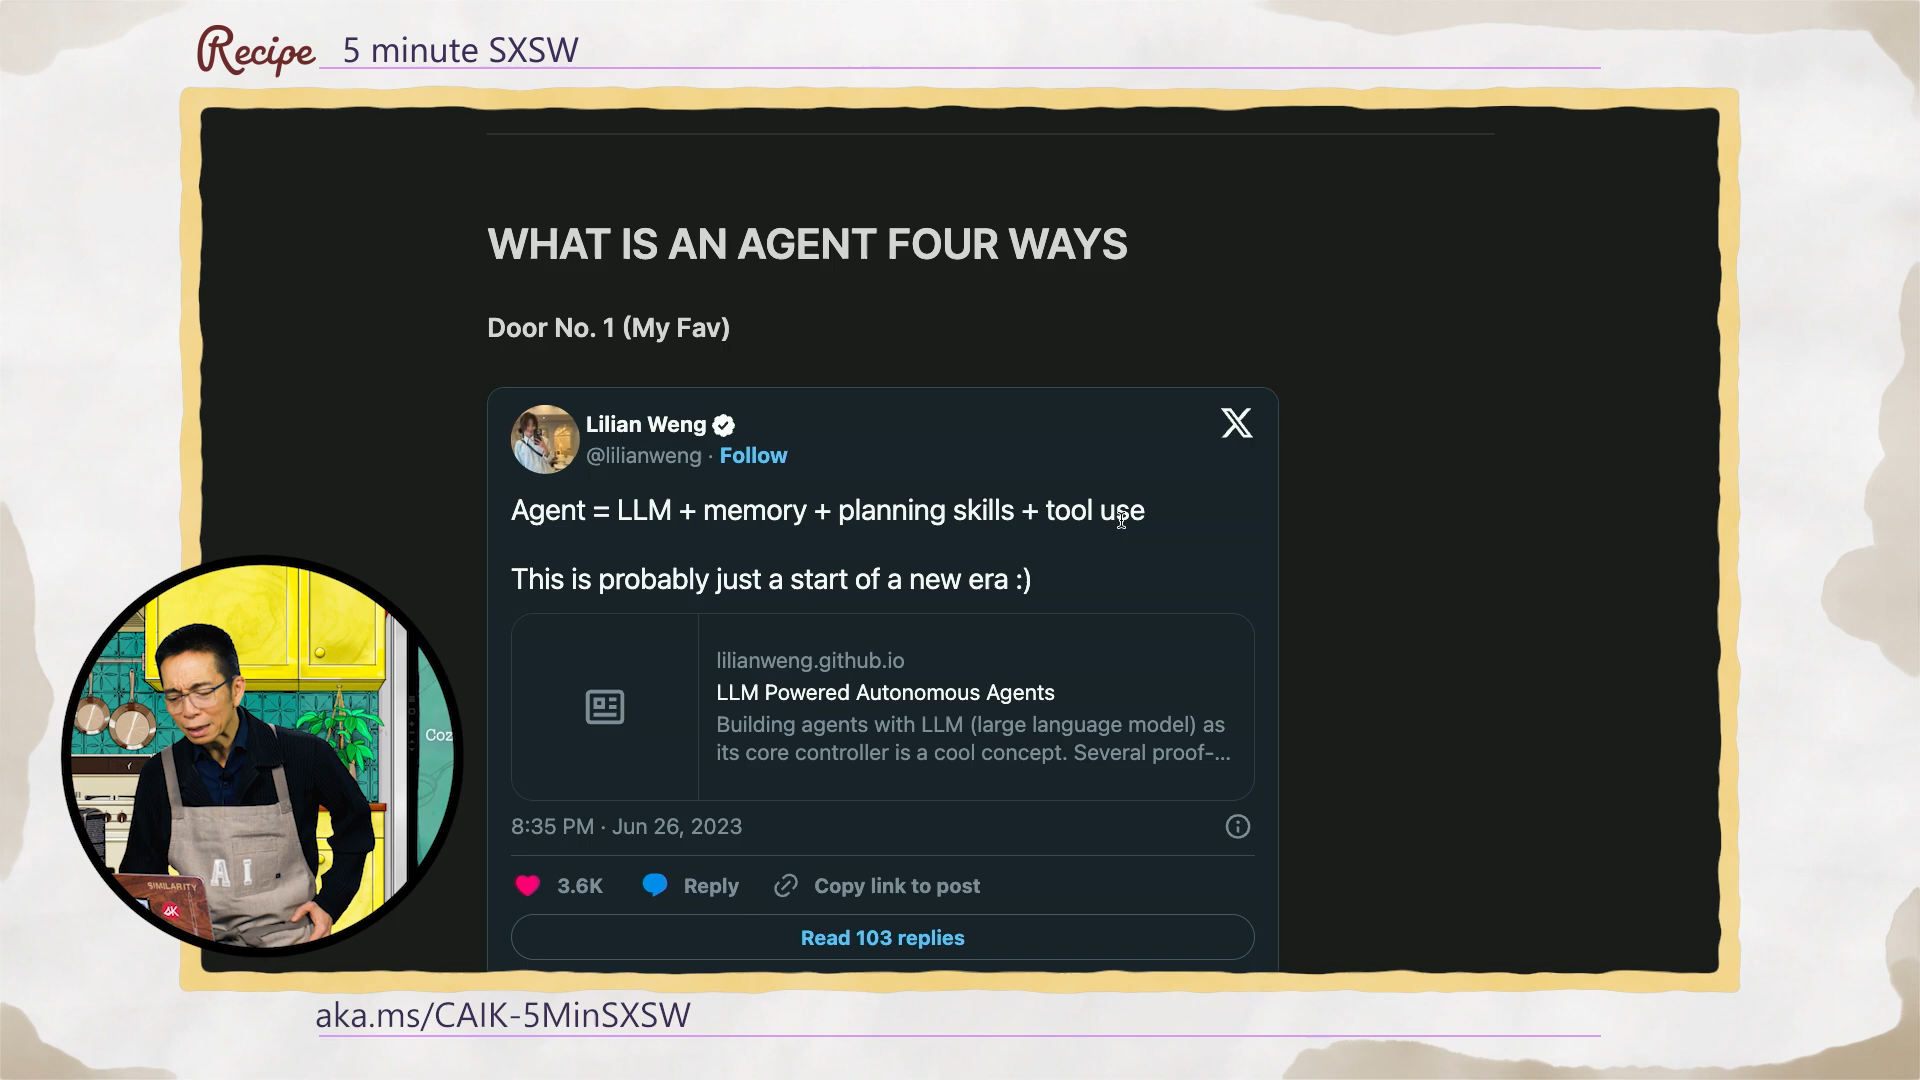 Recipe 5 minute SXSW
WHAT IS AN AGENT FOUR WAYS
Door No. 1 (My Fav)
Lilian Weng
@lilianweng · Follow
Agent = LLM + memory + planning skills + tool use
This is probably just a start of a new era :)
lilianweng.github.io
LLM Powered Autonomous Agents
Building agents with LLM (large language model) as
its core controller is a cool concept. Several proof-...
8:35 PM · Jun 26, 2023
3.6K Reply Copy link to post
Read 103 replies
Coz
AI
SIMILARITY
aka.ms/CAIK-5MinSXSW